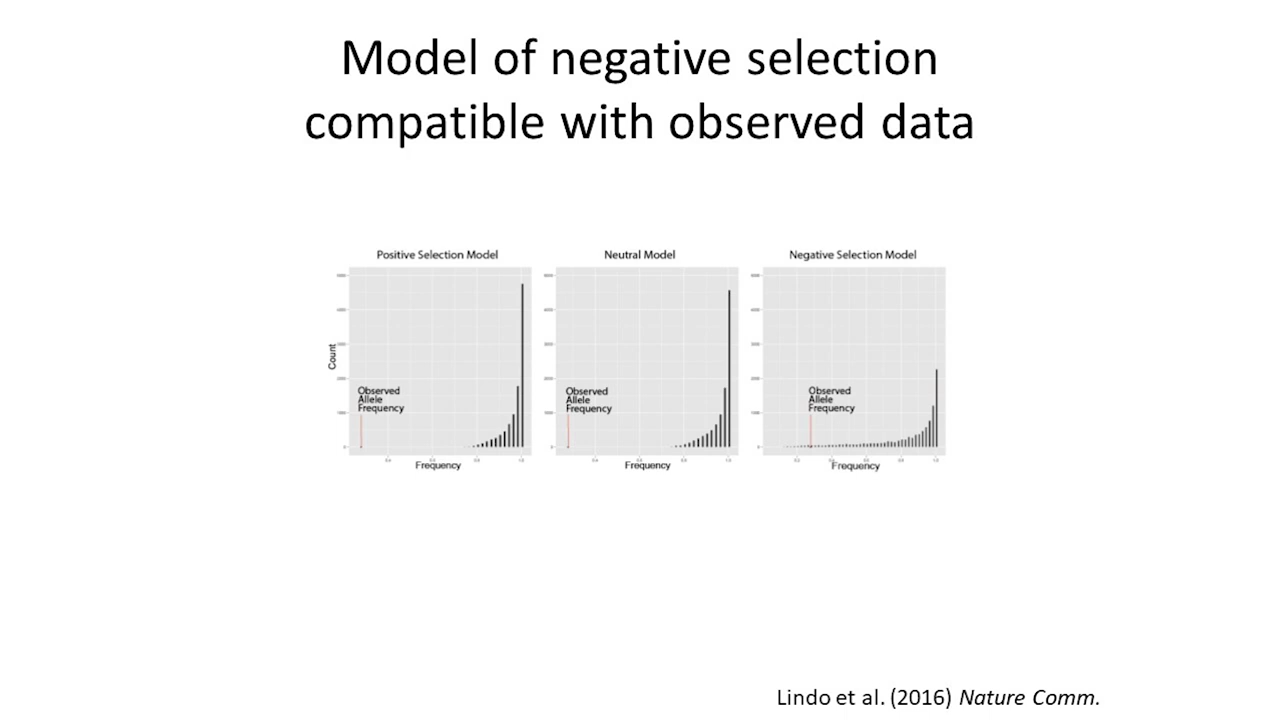 Model of negative selection
compatible with observed data
Positive Selection Model
Neutral Model
Negative Selection Model
Count
Observed
Allele
Frequency
Observed
Allele
Frequency
Observed
Allele
Frequency
Frequency
Frequency
Frequency
Lindo et al. (2016) Nature Comm.